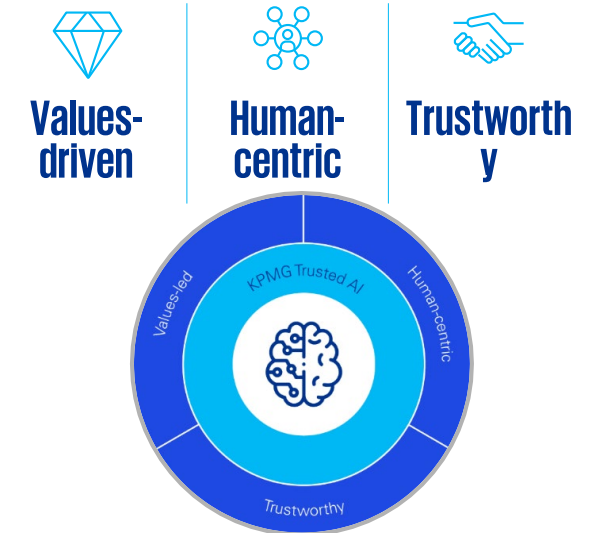 Values-
driven
Human-
centric
Trustworth
y
KPMG Trusted AI
Values-led
Human-centric
Trustworthy